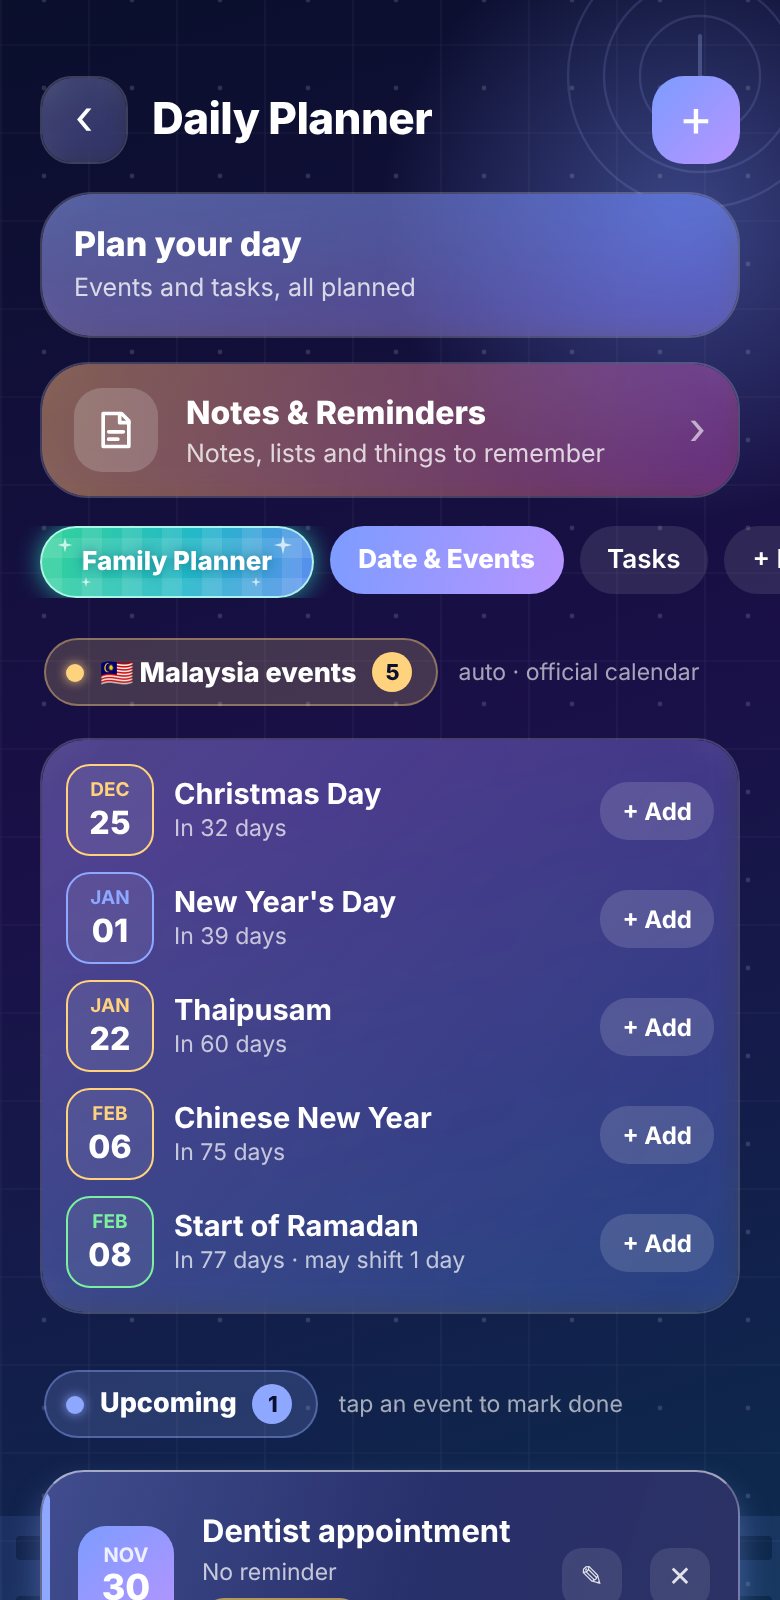 Daily Planner
+
Plan your day
Events and tasks, all planned
Notes & Reminders
Notes, lists and things to remember
Family Planner
Date & Events
Tasks
+
🇲🇾 Malaysia events 5
auto · official calendar
DEC
25
Christmas Day
In 32 days
+ Add
JAN
01
New Year's Day
In 39 days
+ Add
JAN
22
Thaipusam
In 60 days
+ Add
FEB
06
Chinese New Year
In 75 days
+ Add
FEB
08
Start of Ramadan
In 77 days · may shift 1 day
+ Add
Upcoming 1
tap an event to mark done
NOV
30
Dentist appointment
No reminder